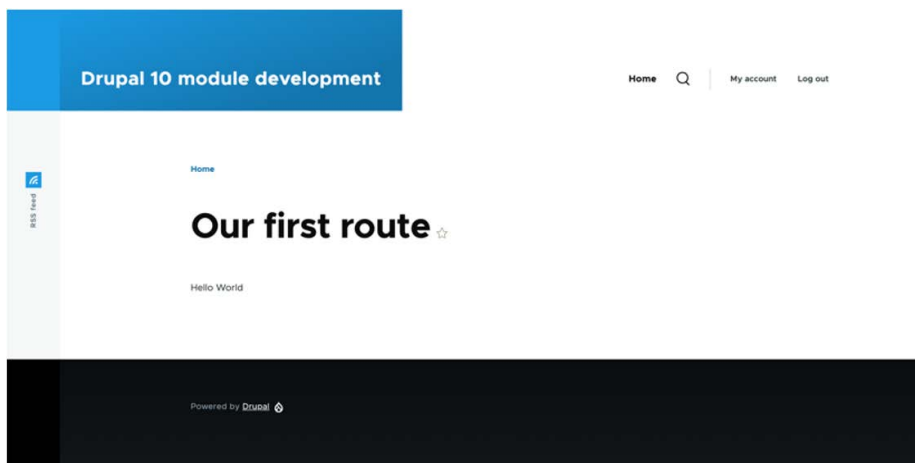 Drupal 10 module development
Home
My account
Log out
RSS feed
Home
Our first route
Hello World
Powered by Drupal